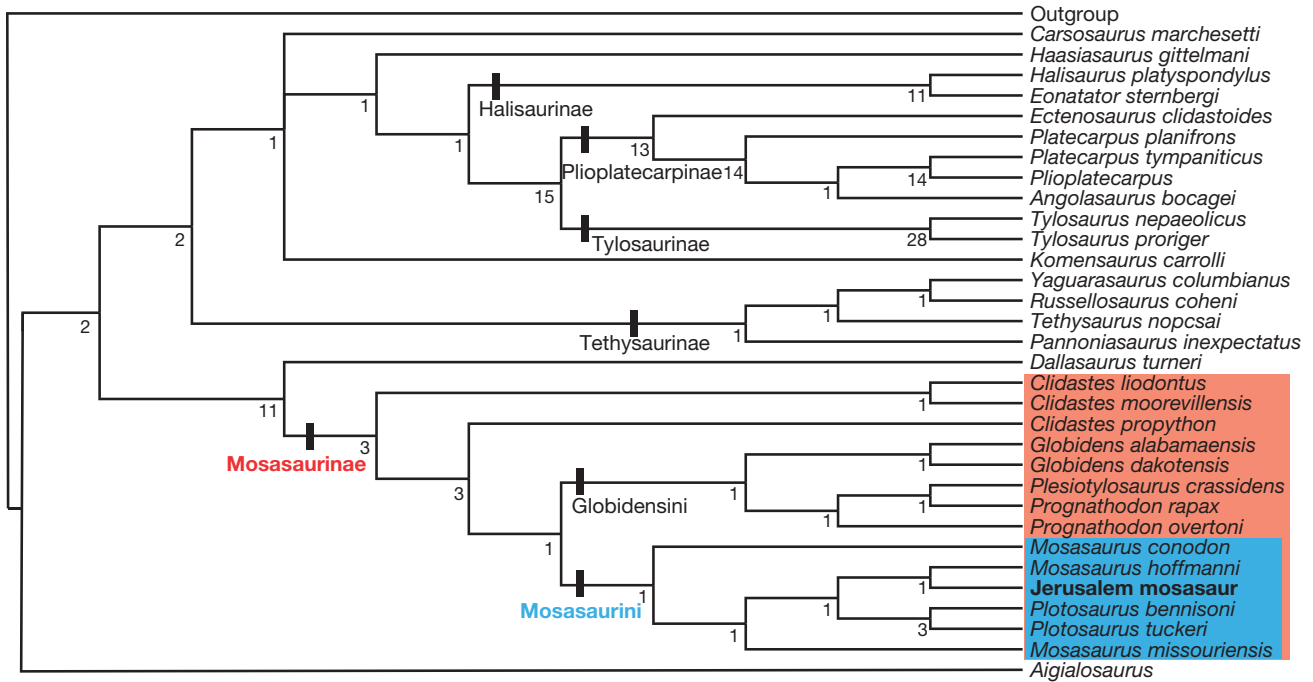 Outgroup
Carsosaurus marchesetti
Haasiasaurus gittelmani
Halisaurus platyspondylus
Eonatator sternbergi
Ectenosaurus clidastoides
Platecarpus planifrons
Platecarpus tympaniticus
Plioplatecarpus
Angolasaurus bocagei
Tylosaurus nepaeolicus
Tylosaurus proriger
Komensaurus carrolli
Yaguarasaurus columbianus
Russellosaurus coheni
Tethysaurus nopcsai
Pannoniasaurus inexpectatus
Dallasaurus turneri
Clidastes liodontus
Clidastes moorevillensis
Clidastes propython
Globidens alabamaensis
Globidens dakotensis
Plesiotylosaurus crassidens
Prognathodon rapax
Prognathodon overtoni
Mosasaurus conodon
Mosasaurus hoffmanni
Jerusalem mosasaur
Plotosaurus bennisoni
Plotosaurus tuckeri
Mosasaurus missouriensis
Aigialosaurus
Halisaurinae
Plioplatecarpinae
Tylosaurinae
Tethysaurinae
Mosasaurinae
Globidensini
Mosasaurini
11
1
1
1
13
14
14
1
15
28
2
2
1
1
1
11
1
3
3
1
1
1
1
1
1
1
1
1
3